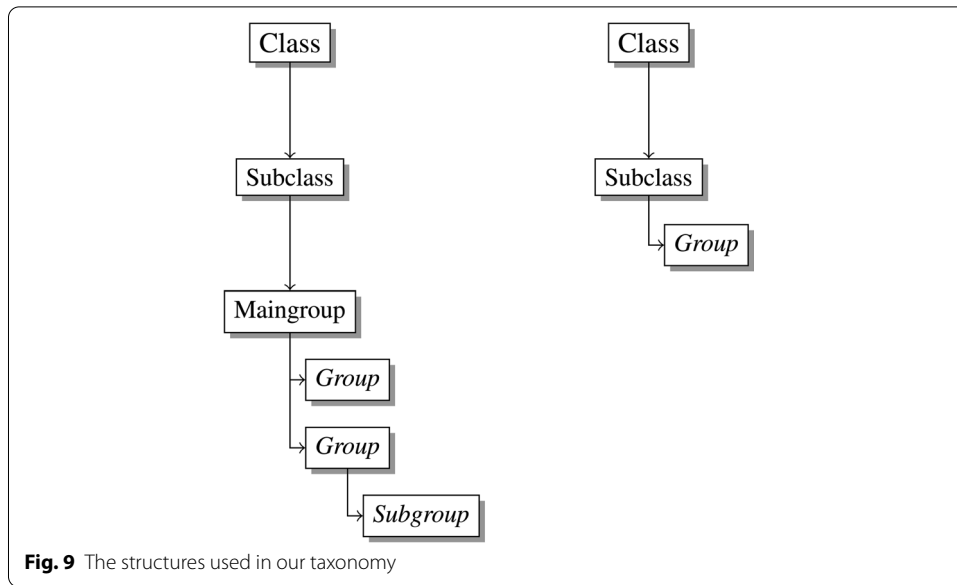 Class
Subclass
Maingroup
Group
Group
Subgroup
Class
Subclass
Group
Fig. 9 The structures used in our taxonomy